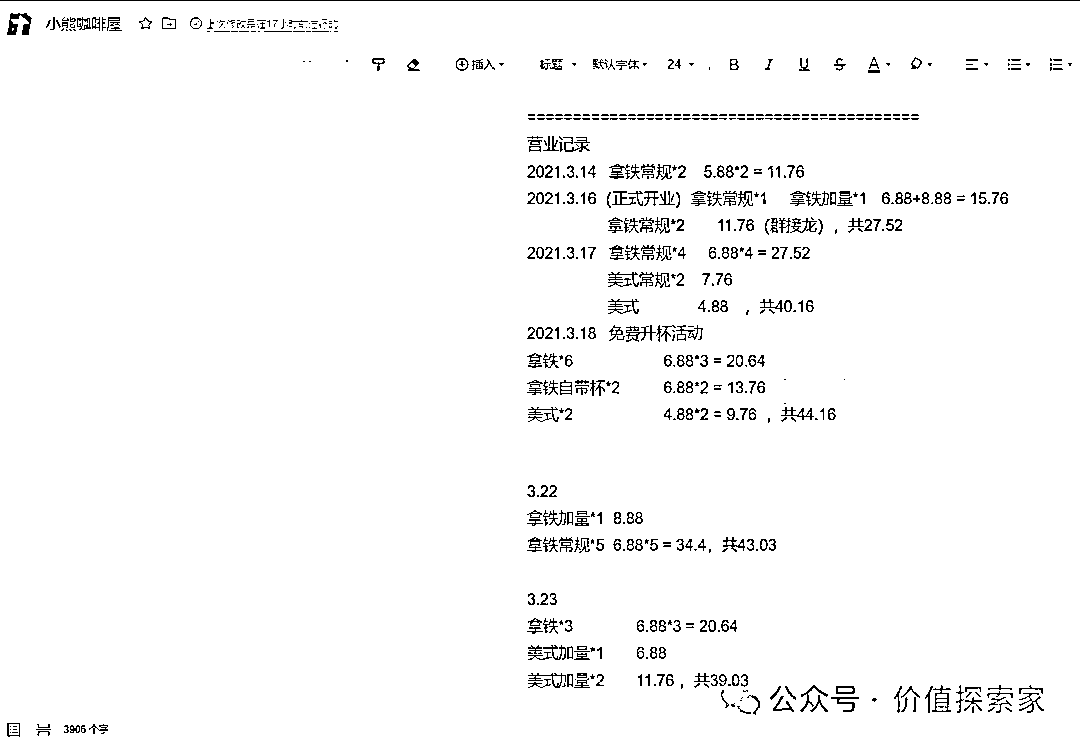 小熊咖啡屋
上次修改是在17小时前进行的
插入 标题 默认字体 24 B I U S A
==========================================
营业记录
2021.3.14 拿铁常规*2 5.88*2 = 11.76
2021.3.16 (正式开业) 拿铁常规*1 拿铁加量*1 6.88+8.88 = 15.76
拿铁常规*2 11.76（群接龙），共27.52
2021.3.17 拿铁常规*4 6.88*4 = 27.52
美式常规*2 7.76
美式 4.88 ，共40.16
2021.3.18 免费升杯活动
拿铁*6 6.88*3 = 20.64
拿铁自带杯*2 6.88*2 = 13.76
美式*2 4.88*2 = 9.76 ，共44.16
3.22
拿铁加量*1 8.88
拿铁常规*5 6.88*5 = 34.4，共43.03
3.23
拿铁*3 6.88*3 = 20.64
美式加量*1 6.88
美式加量*2 11.76，共39.03
公众号 · 价值探索家
3906 个字